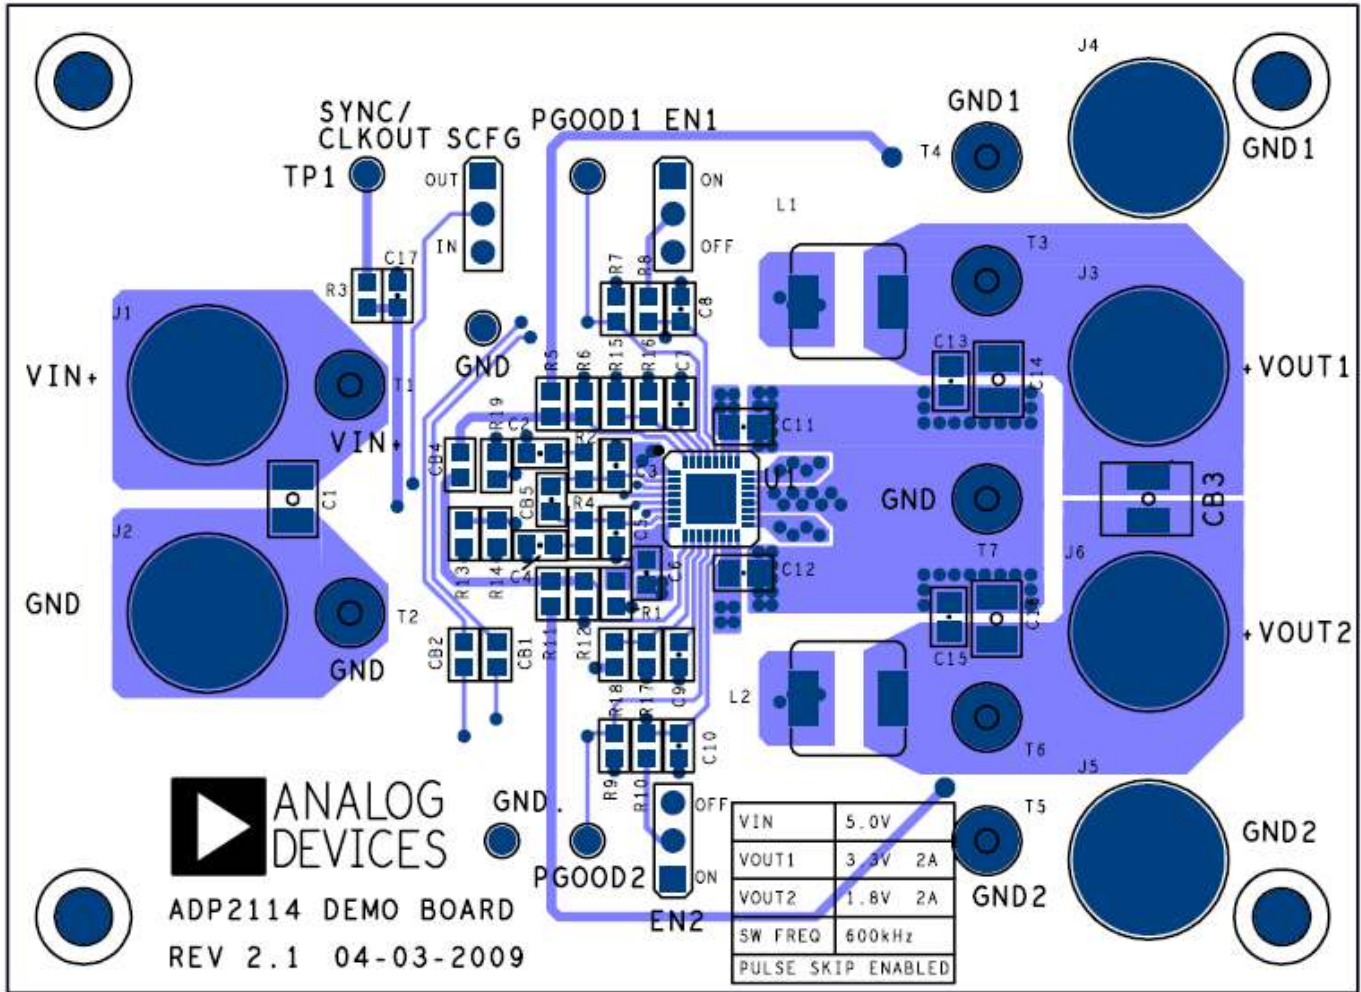 J4
SYNC/
CLKOUT
SCFG
PGOOD1
EN1
GND1
GND1
TP1
OUT
ON
T4
IN
OFF
L1
T3
J3
C17
R3
R7
R8
C8
J1
GND
VIN+
T1
VIN+
R5
R6
R15
R16
C7
C13
C14
+VOUT1
R19
C2
R2
C11
CB4
C3
U1
C1
CB5
R4
C5
GND
CB3
J2
T7
J6
R13
R14
C4
C6
C12
GND
T2
GND
R11
R12
R1
C15
C16
+VOUT2
CB2
CB1
R18
R17
C9
L2
T6
R9
R10
C10
J5
ANALOG
DEVICES
GND.
OFF
T5
GND2
PGOOD2
ON
GND2
EN2
VIN 5.0V
VOUT1 3.3V 2A
VOUT2 1.8V 2A
SW FREQ 600kHz
PULSE SKIP ENABLED
ADP2114 DEMO BOARD
REV 2.1 04-03-2009